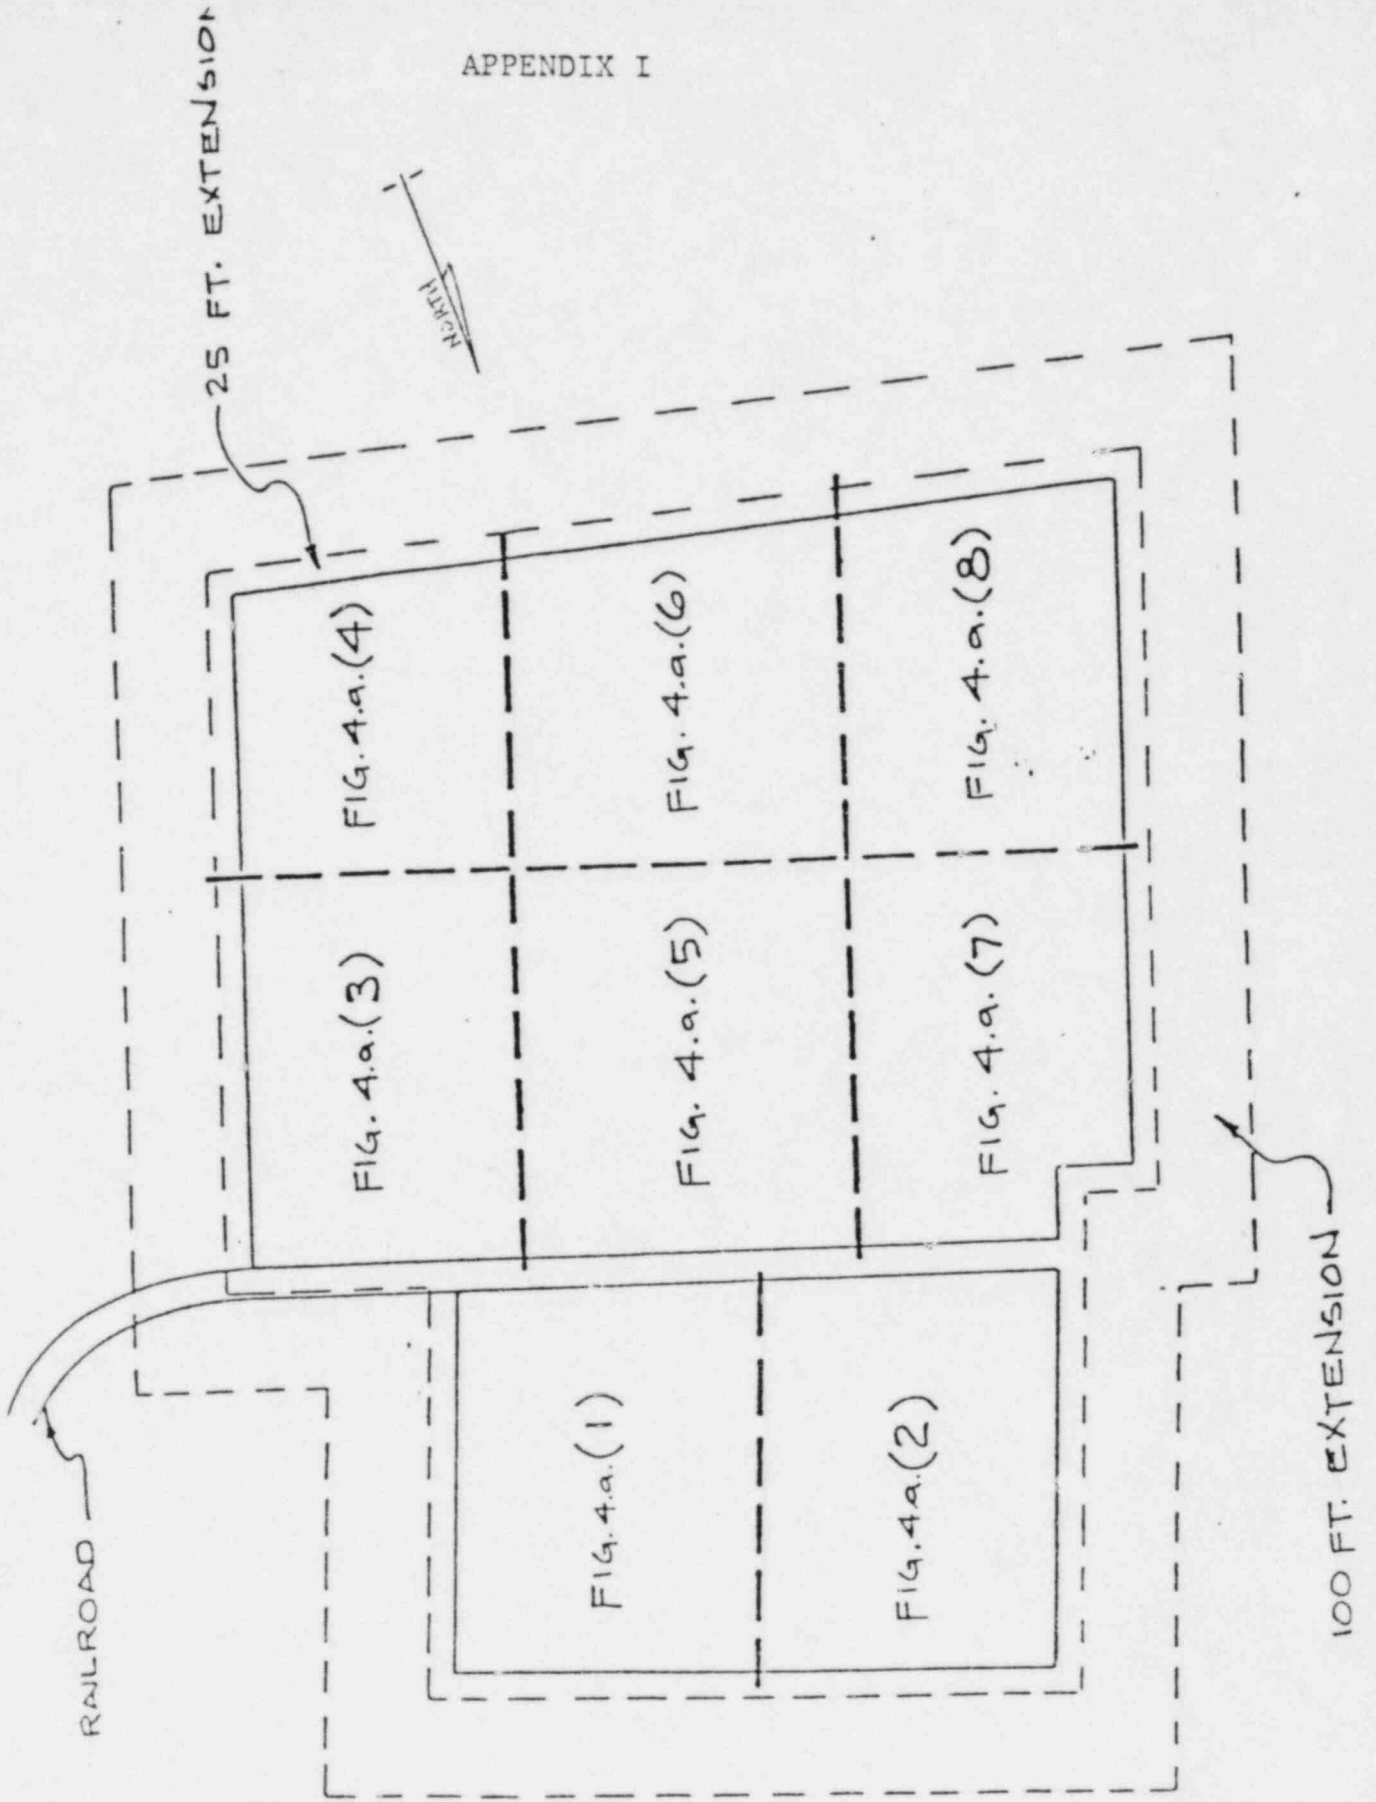 APPENDIX I
25 FT. EXTENSION
NORTH
RAILROAD
FIG. 4.a.(1)
FIG. 4.a.(2)
FIG. 4.a.(3)
FIG. 4.a.(4)
FIG. 4.a.(5)
FIG. 4.a.(6)
FIG. 4.a.(7)
FIG. 4.a.(8)
100 FT. EXTENSION